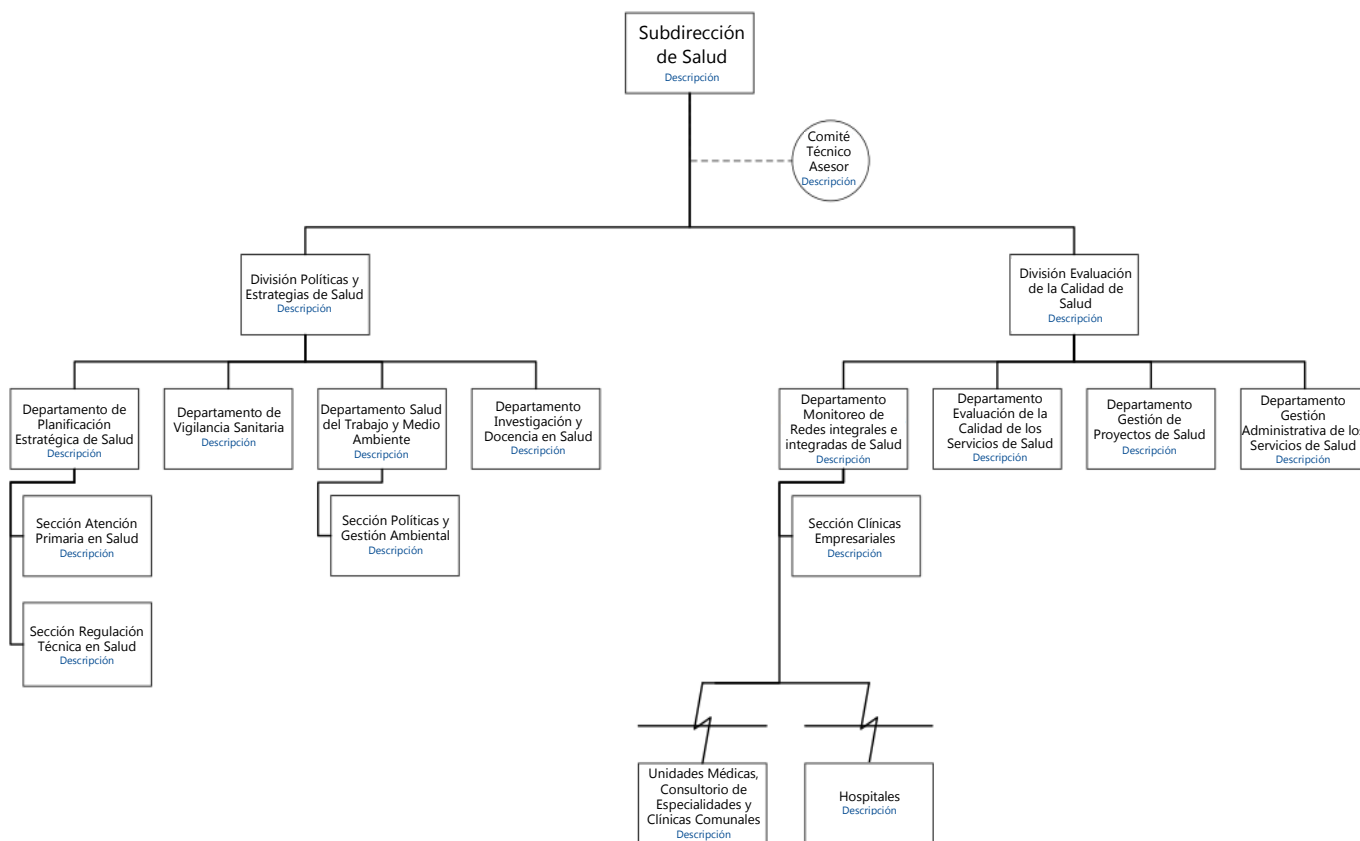 Subdirección
de Salud
Descripción
Comité
Técnico
Asesor
Descripción
División Políticas y
Estrategias de Salud
Descripción
División Evaluación
de la Calidad de
Salud
Descripción
Departamento de
Planificación
Estratégica de Salud
Descripción
Departamento de
Vigilancia Sanitaria
Descripción
Departamento Salud
del Trabajo y Medio
Ambiente
Descripción
Departamento
Investigación y
Docencia en Salud
Descripción
Departamento
Monitoreo de
Redes integrales e
integradas de Salud
Descripción
Departamento
Evaluación de la
Calidad de los
Servicios de Salud
Descripción
Departamento
Gestión de
Proyectos de Salud
Descripción
Departamento
Gestión
Administrativa de los
Servicios de Salud
Descripción
Sección Atención
Primaria en Salud
Descripción
Sección Políticas y
Gestión Ambiental
Descripción
Sección Clínicas
Empresariales
Descripción
Sección Regulación
Técnica en Salud
Descripción
Unidades Médicas,
Consultorio de
Especialidades y
Clínicas Comunales
Descripción
Hospitales
Descripción